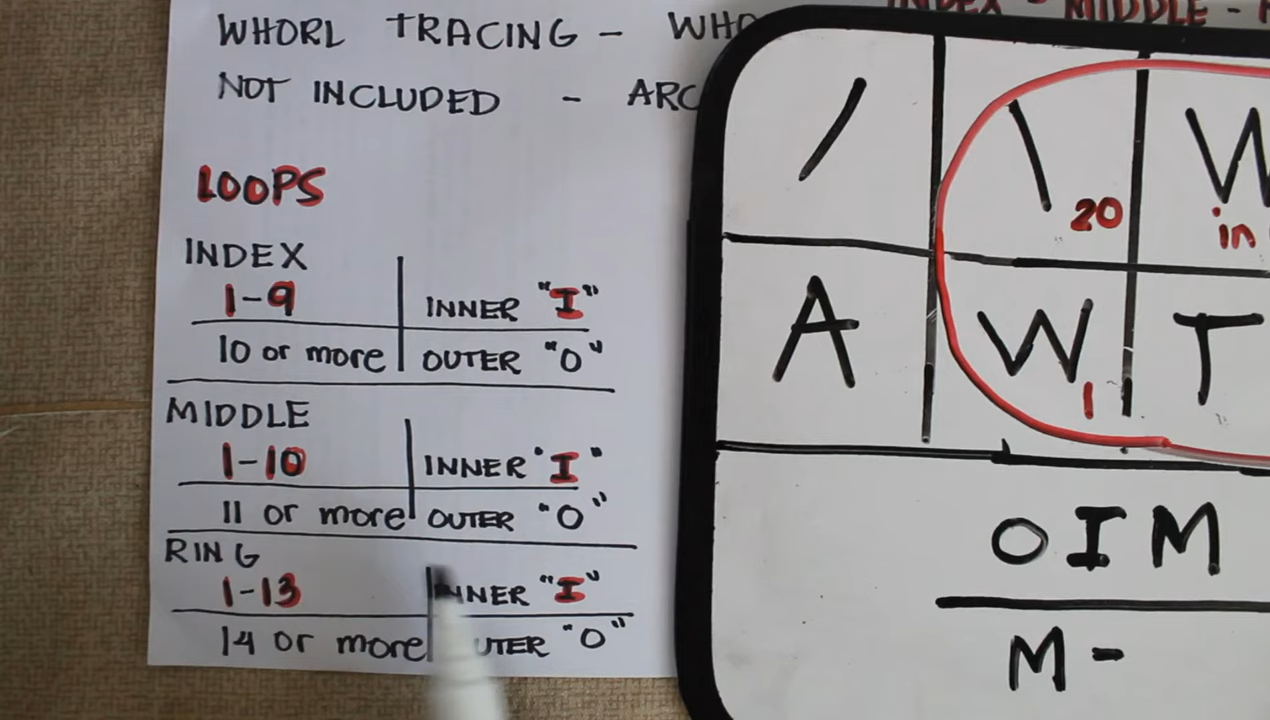 WHORL TRACING - WHO
NOT INCLUDED - ARC
LOOPS
INDEX
1-9 INNER "I"
10 or more OUTER "O"
MIDDLE
1-10 INNER "I"
11 or more OUTER "O"
RING
1-13 INNER "I"
14 or more OUTER "O"
INDEX - MIDDLE -
/ \ 20 W in
A W 1 T
O I M
M -